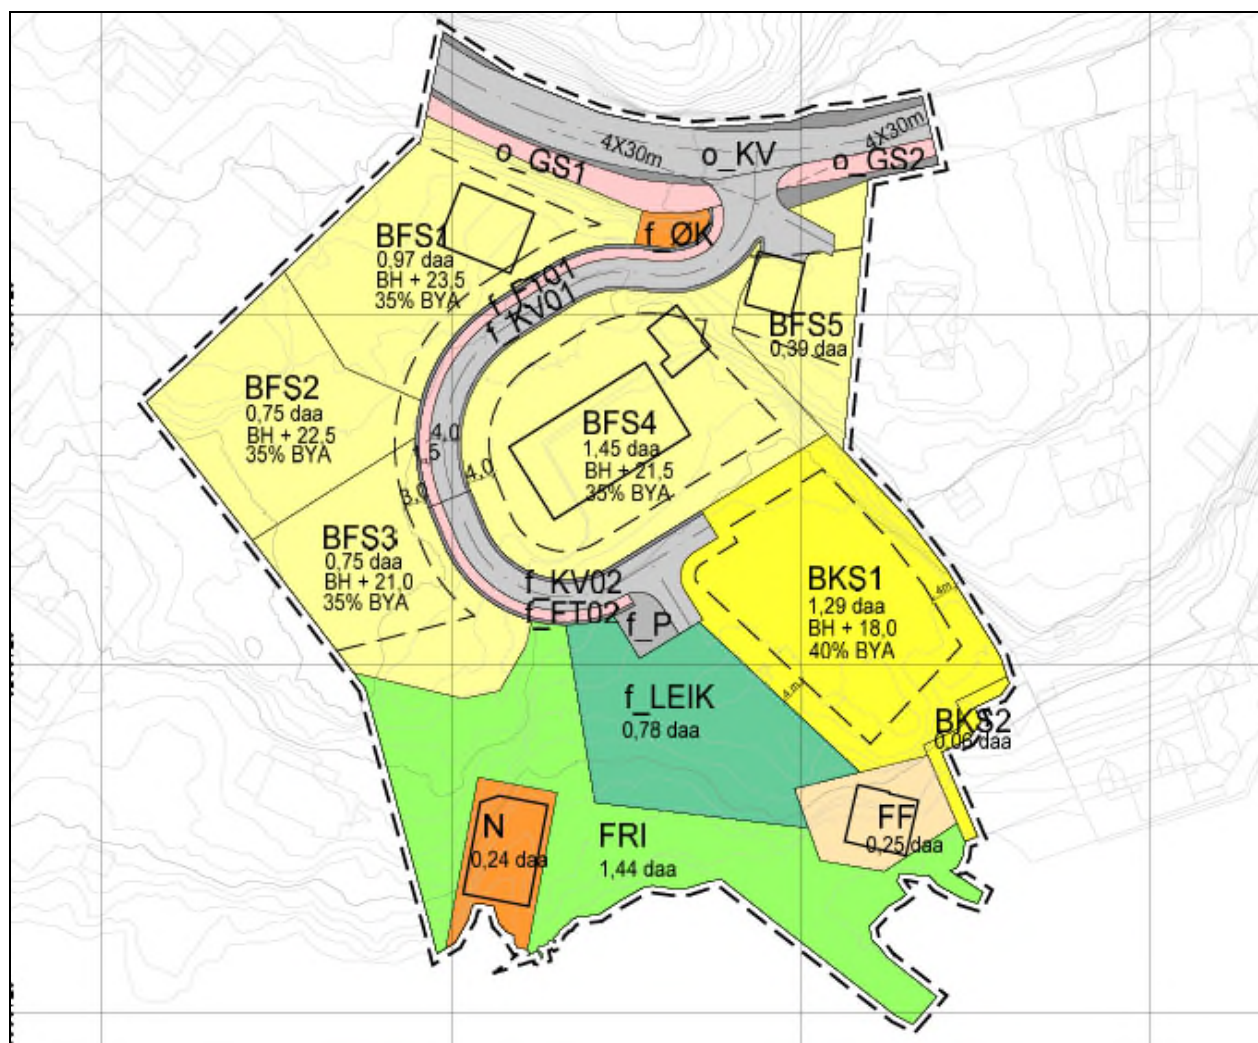 4X30m
o_KV
4X30m
o_GS1
o_GS2
f_ØK
BFS1
0,97 daa
BH + 23,5
35% BYA
f_FT01
f_KV01
BFS5
0,39 daa
BFS2
0,75 daa
BH + 22,5
35% BYA
BFS4
1,45 daa
BH + 21,5
35% BYA
4,0
1,5
4,0
3,0
BFS3
0,75 daa
BH + 21,0
35% BYA
f_KV02
f_FT02
f_P
BKS1
1,29 daa
BH + 18,0
40% BYA
4m
4 m
f_LEIK
0,78 daa
BKS2
0,06 daa
N
0,24 daa
FRI
1,44 daa
FF
0,25 daa